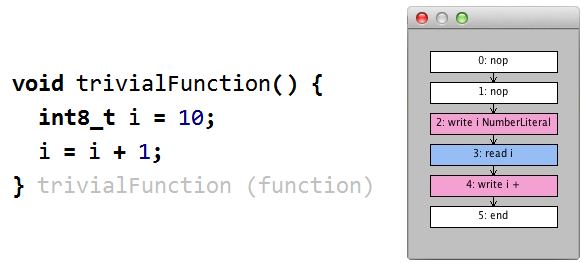 void trivialFunction() {
int8_t i = 10;
i = i + 1;
} trivialFunction (function)
0: nop
1: nop
2: write i NumberLiteral
3: read i
4: write i +
5: end